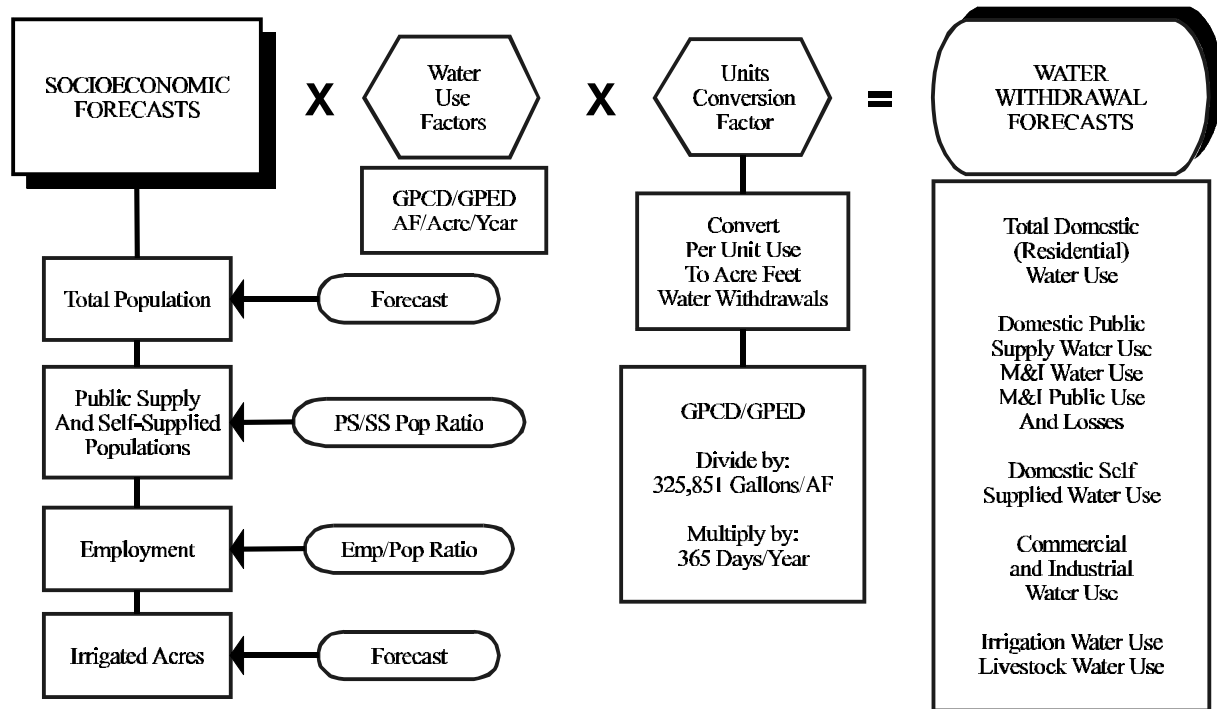 SOCIOECONOMIC
FORECASTS
X
Water
Use
Factors
X
Units
Conversion
Factor
=
WATER
WITHDRAWAL
FORECASTS
GPCD/GPED
AF/Acre/Year
Convert
Per Unit Use
To Acre Feet
Water Withdrawals
GPCD/GPED
Divide by:
325,851 Gallons/AF
Multiply by:
365 Days/Year
Total Population
Forecast
Public Supply
And Self-Supplied
Populations
PS/SS Pop Ratio
Employment
Emp/Pop Ratio
Irrigated Acres
Forecast
Total Domestic
(Residential)
Water Use
Domestic Public
Supply Water Use
M&I Water Use
M&I Public Use
And Losses
Domestic Self
Supplied Water Use
Commercial
and Industrial
Water Use
Irrigation Water Use
Livestock Water Use